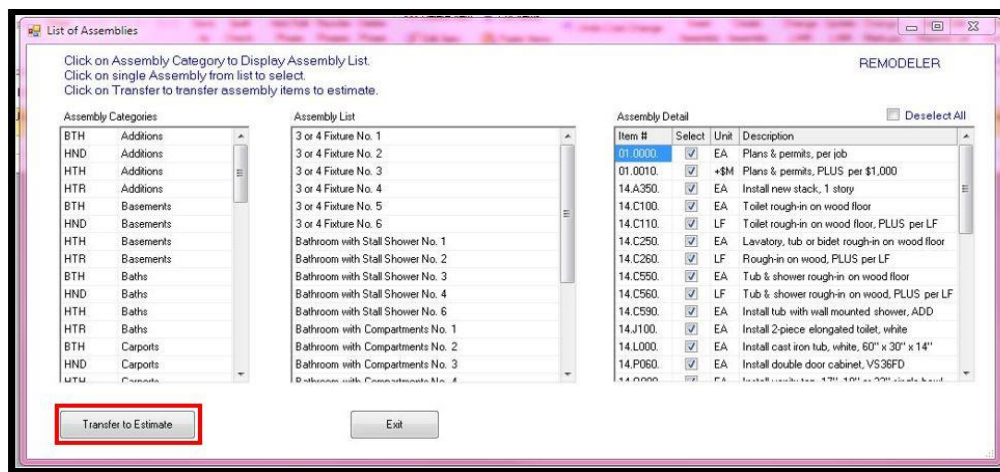 List of Assemblies
Click on Assembly Category to Display Assembly List.
Click on single Assembly from list to select.
Click on Transfer to transfer assembly items to estimate.
REMODELER
Assembly Categories
BTH Additions
HND Additions
HTH Additions
HTR Additions
BTH Basements
HND Basements
HTH Basements
HTR Basements
BTH Baths
HND Baths
HTH Baths
HTR Baths
BTH Carports
HND Carports
HTH Carports
Assembly List
3 or 4 Fixture No. 1
3 or 4 Fixture No. 2
3 or 4 Fixture No. 3
3 or 4 Fixture No. 4
3 or 4 Fixture No. 5
3 or 4 Fixture No. 6
Bathroom with Stall Shower No. 1
Bathroom with Stall Shower No. 2
Bathroom with Stall Shower No. 3
Bathroom with Stall Shower No. 4
Bathroom with Stall Shower No. 6
Bathroom with Compartments No. 1
Bathroom with Compartments No. 2
Bathroom with Compartments No. 3
Bathroom with Compartments No. 4
Assembly Detail Deselect All
Item # Select Unit Description
01.0000. EA Plans & permits, per job
01.0010. +$M Plans & permits, PLUS per $1,000
14.A350. EA Install new stack, 1 story
14.C100. EA Toilet rough-in on wood floor
14.C110. LF Toilet rough-in on wood floor, PLUS per LF
14.C250. EA Lavatory, tub or bidet rough-in on wood floor
14.C260. LF Rough-in on wood, PLUS per LF
14.C550. EA Tub & shower rough-in on wood floor
14.C560. LF Tub & shower rough-in on wood, PLUS per LF
14.C590. EA Install tub with wall mounted shower, ADD
14.J100. EA Install 2-piece elongated toilet, white
14.L000. EA Install cast iron tub, white, 60" x 30" x 14"
14.P060. EA Install double door cabinet, VS36FD
Transfer to Estimate
Exit